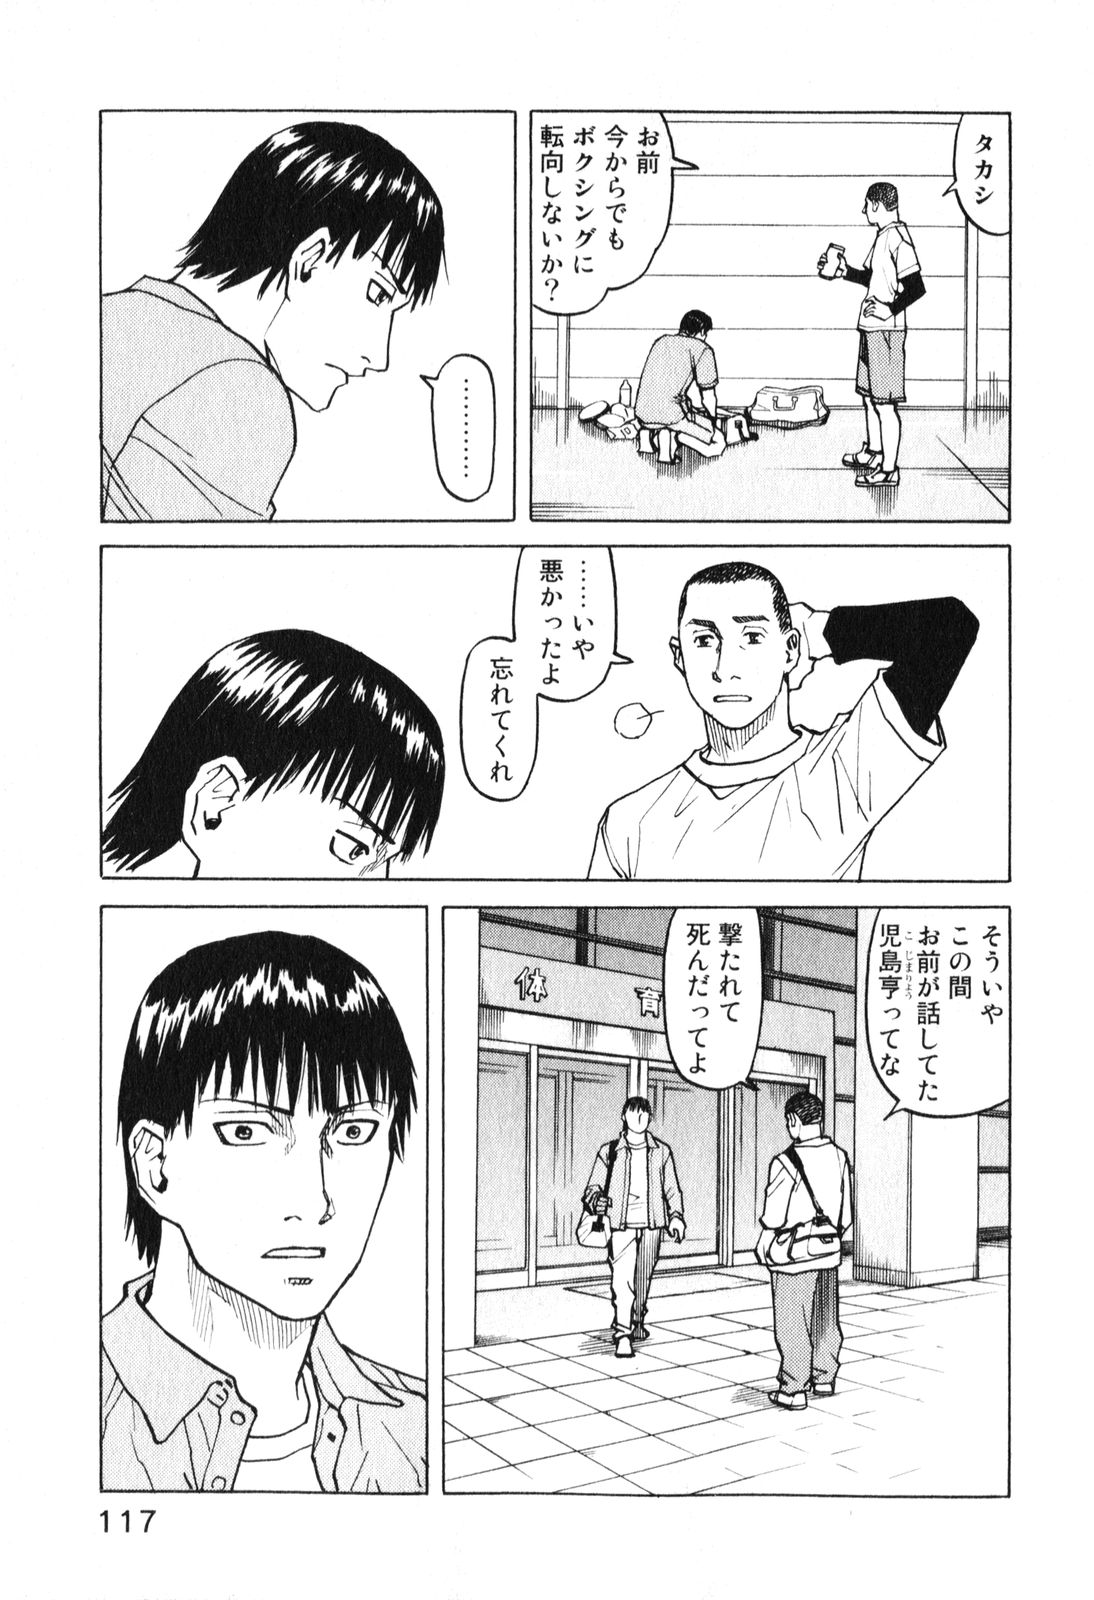 タカシ
お前
今からでも
ボクシングに
転向しないか?
…………
……いや
悪かったよ
忘れてくれ
そういや
この間
お前が話してた
児島亨ってな
こじまりょう
撃たれて
死んだってよ
体育
117